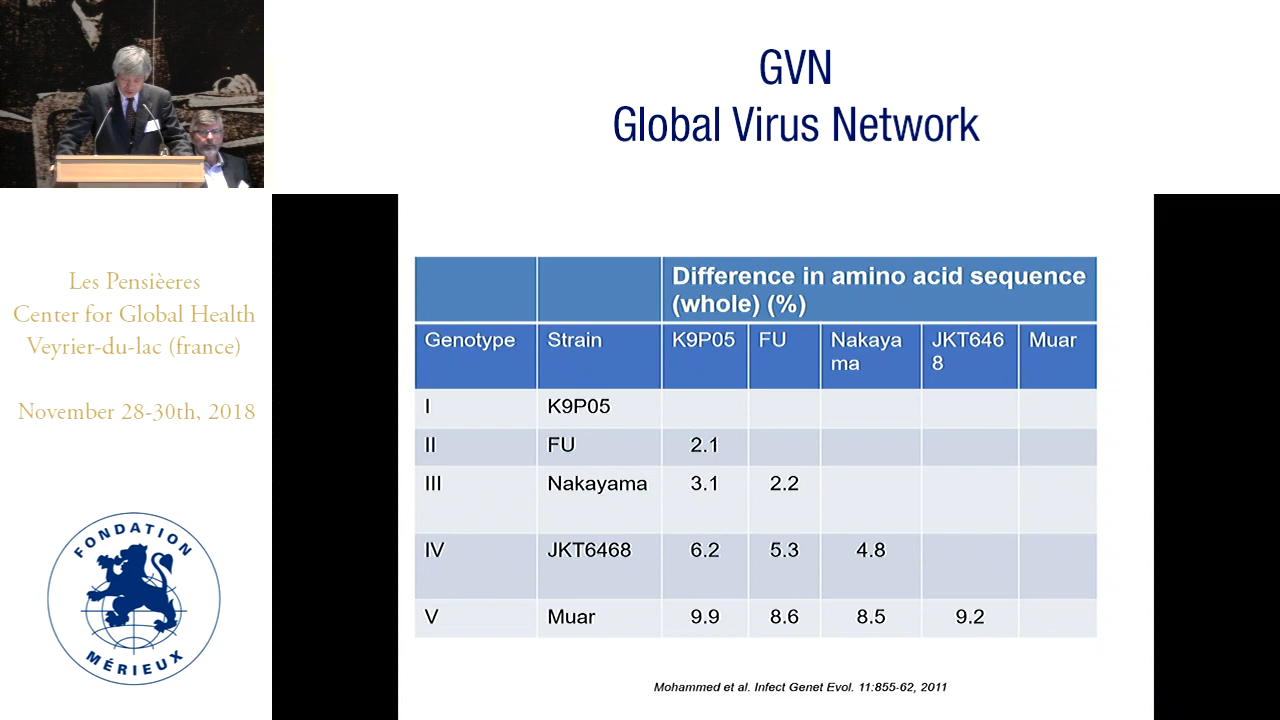 GVN
Global Virus Network
Les Pensièeres
Center for Global Health
Veyrier-du-lac (france)
November 28-30th, 2018
FONDATION
MÉRIEUX
Difference in amino acid sequence
(whole) (%)
Genotype Strain K9P05 FU Nakaya JKT646 Muar
ma 8
I K9P05
II FU 2.1
III Nakayama 3.1 2.2
IV JKT6468 6.2 5.3 4.8
V Muar 9.9 8.6 8.5 9.2
Mohammed et al. Infect Genet Evol. 11:855-62, 2011